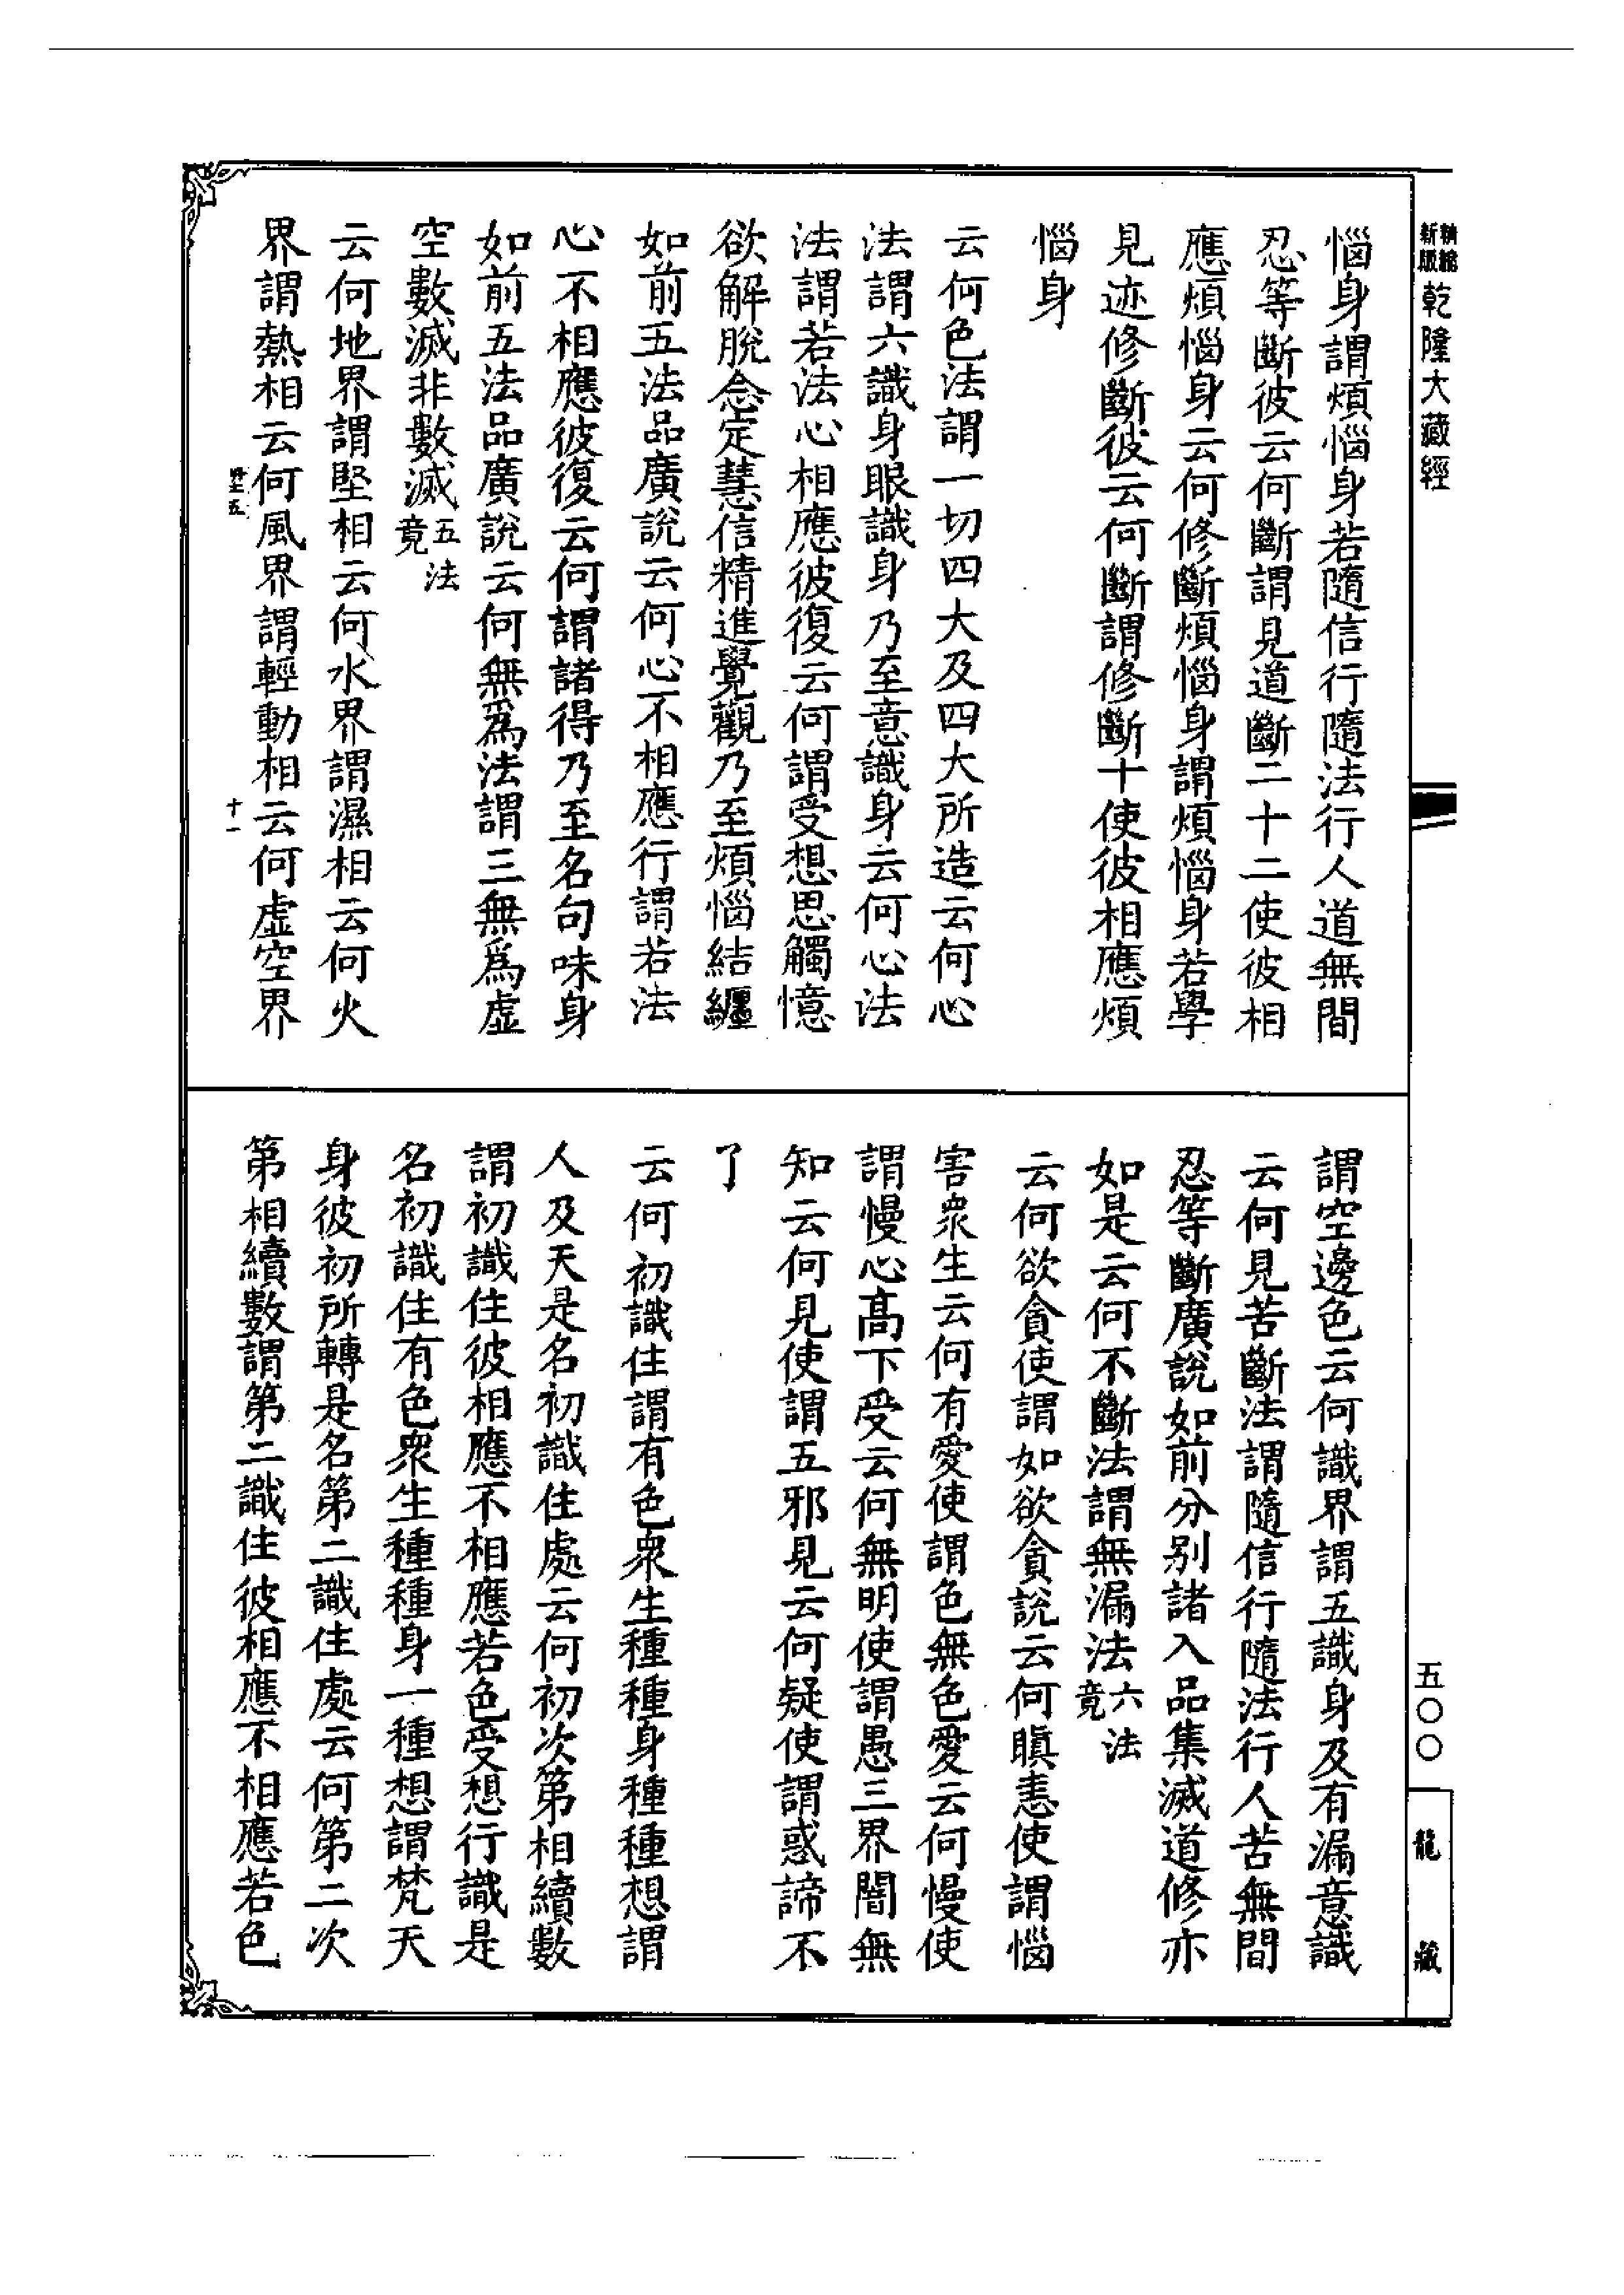 新版
精縮
乾隆大藏經
惱身謂煩惱身若隨信行隨法行人道無間
忍等斷彼云何斷謂見道斷二十二使彼相
應煩惱身云何修斷煩惱身謂煩惱身若學
見迹修斷彼云何斷謂修斷十使彼相應煩
惱身
云何色法謂一切四大及四大所造云何心
法謂六識身眼識身乃至意識身云何心法
法謂若法心相應彼復云何謂受想思觸憶
欲解脫念定慧信精進覺觀乃至煩惱結纏
如前五法品廣說云何心不相應行謂若法
心不相應彼復云何謂諸得乃至名句味身
如前五法品廣說云何無爲法謂三無爲虛
空數滅非數滅五法竟
云何地界謂堅相云何水界謂濕相云何火
界謂熱相云何風界謂輕動相云何虛空界
十一
謂空邊色云何識界謂五識身及有漏意識
云何見苦斷法謂隨信行隨法行人苦無間
忍等斷廣說如前分别諸入品集滅道修亦
如是云何不斷法謂無漏法六法竟
云何欲貪使謂如欲貪說云何瞋恚使謂惱
害衆生云何有愛使謂色無色愛云何慢使
謂慢心髙下受云何無明使謂愚三界闇無
知云何見使謂五邪見云何疑使謂惑諦不
了
云何初識住謂有色衆生種種身種種想謂
人及天是名初識住處云何初次第相續數
謂初識住彼相應不相應若色受想行識是
名初識住有色衆生種種身一種想謂梵天
身彼初所轉是名第二識住處云何第二次
第相續數謂第二識住彼相應不相應若色
五〇〇
龍藏